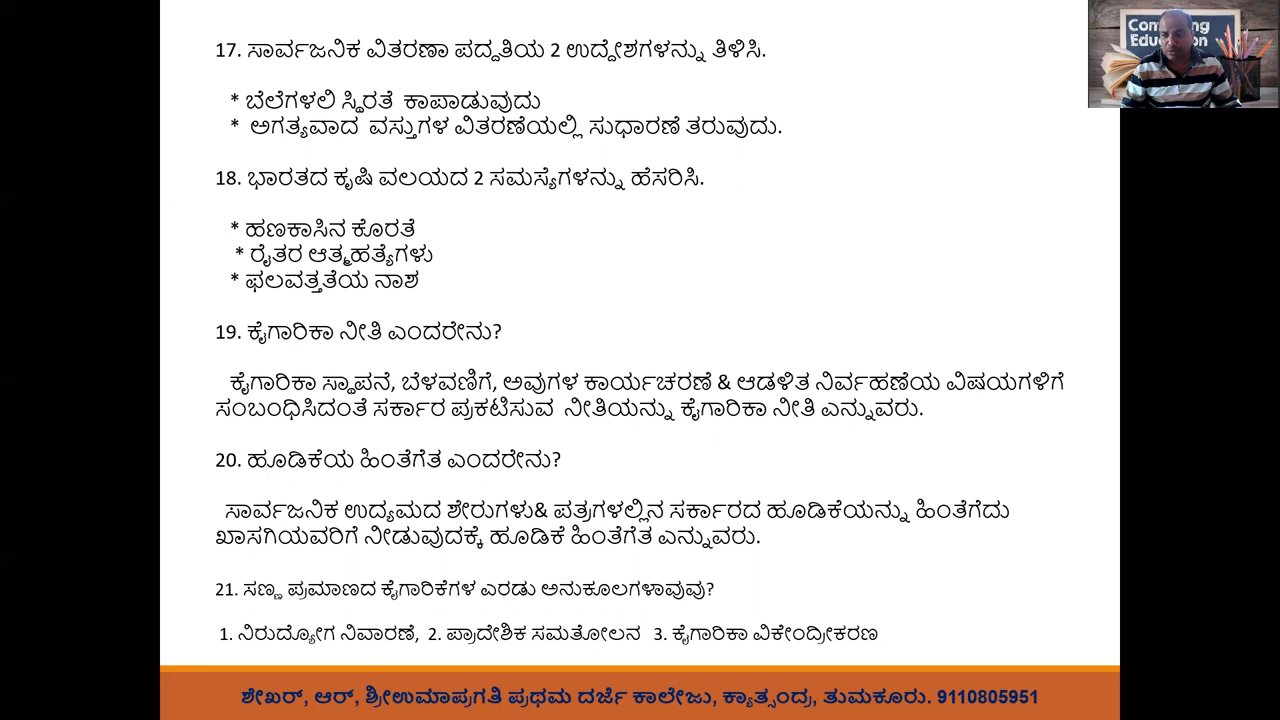 Com ing
Education
17. ಸಾರ್ವಜನಿಕ ವಿತರಣಾ ಪದ್ದತಿಯ 2 ಉದ್ದೇಶಗಳನ್ನು ತಿಳಿಸಿ.
* ಬೆಲೆಗಳಲಿ ಸ್ಥಿರತೆ ಕಾಪಾಡುವುದು
* ಅಗತ್ಯವಾದ ವಸ್ತುಗಳ ವಿತರಣೆಯಲ್ಲಿ ಸುಧಾರಣೆ ತರುವುದು.
18. ಭಾರತದ ಕೃಷಿ ವಲಯದ 2 ಸಮಸ್ಯೆಗಳನ್ನು ಹೆಸರಿಸಿ.
* ಹಣಕಾಸಿನ ಕೊರತೆ
* ರೈತರ ಆತ್ಮಹತ್ಯೆಗಳು
* ಫಲವತ್ತತೆಯ ನಾಶ
19. ಕೈಗಾರಿಕಾ ನೀತಿ ಎಂದರೇನು?
ಕೈಗಾರಿಕಾ ಸ್ಥಾಪನೆ, ಬೆಳವಣಿಗೆ, ಅವುಗಳ ಕಾರ್ಯಚರಣೆ & ಆಡಳಿತ ನಿರ್ವಹಣೆಯ ವಿಷಯಗಳಿಗೆ
ಸಂಬಂಧಿಸಿದಂತೆ ಸರ್ಕಾರ ಪ್ರಕಟಿಸುವ ನೀತಿಯನ್ನು ಕೈಗಾರಿಕಾ ನೀತಿ ಎನ್ನುವರು.
20. ಹೂಡಿಕೆಯ ಹಿಂತೆಗೆತ ಎಂದರೇನು?
ಸಾರ್ವಜನಿಕ ಉದ್ಯಮದ ಶೇರುಗಳು& ಪತ್ರಗಳಲ್ಲಿನ ಸರ್ಕಾರದ ಹೂಡಿಕೆಯನ್ನು ಹಿಂತೆಗೆದು
ಖಾಸಗಿಯವರಿಗೆ ನೀಡುವುದಕ್ಕೆ ಹೂಡಿಕೆ ಹಿಂತೆಗೆತ ಎನ್ನುವರು.
21. ಸಣ್ಣ ಪ್ರಮಾಣದ ಕೈಗಾರಿಕೆಗಳ ಎರಡು ಅನುಕೂಲಗಳಾವುವು?
1. ನಿರುದ್ಯೋಗ ನಿವಾರಣೆ, 2. ಪ್ರಾದೇಶಿಕ ಸಮತೋಲನ 3. ಕೈಗಾರಿಕಾ ವಿಕೇಂದ್ರೀಕರಣ
ಶೇಖರ್, ಆರ್, ಶ್ರೀಉಮಾಪ್ರಗತಿ ಪ್ರಥಮ ದರ್ಜೆ ಕಾಲೇಜು, ಕ್ಯಾತ್ಸಂದ್ರ, ತುಮಕೂರು. 9110805951